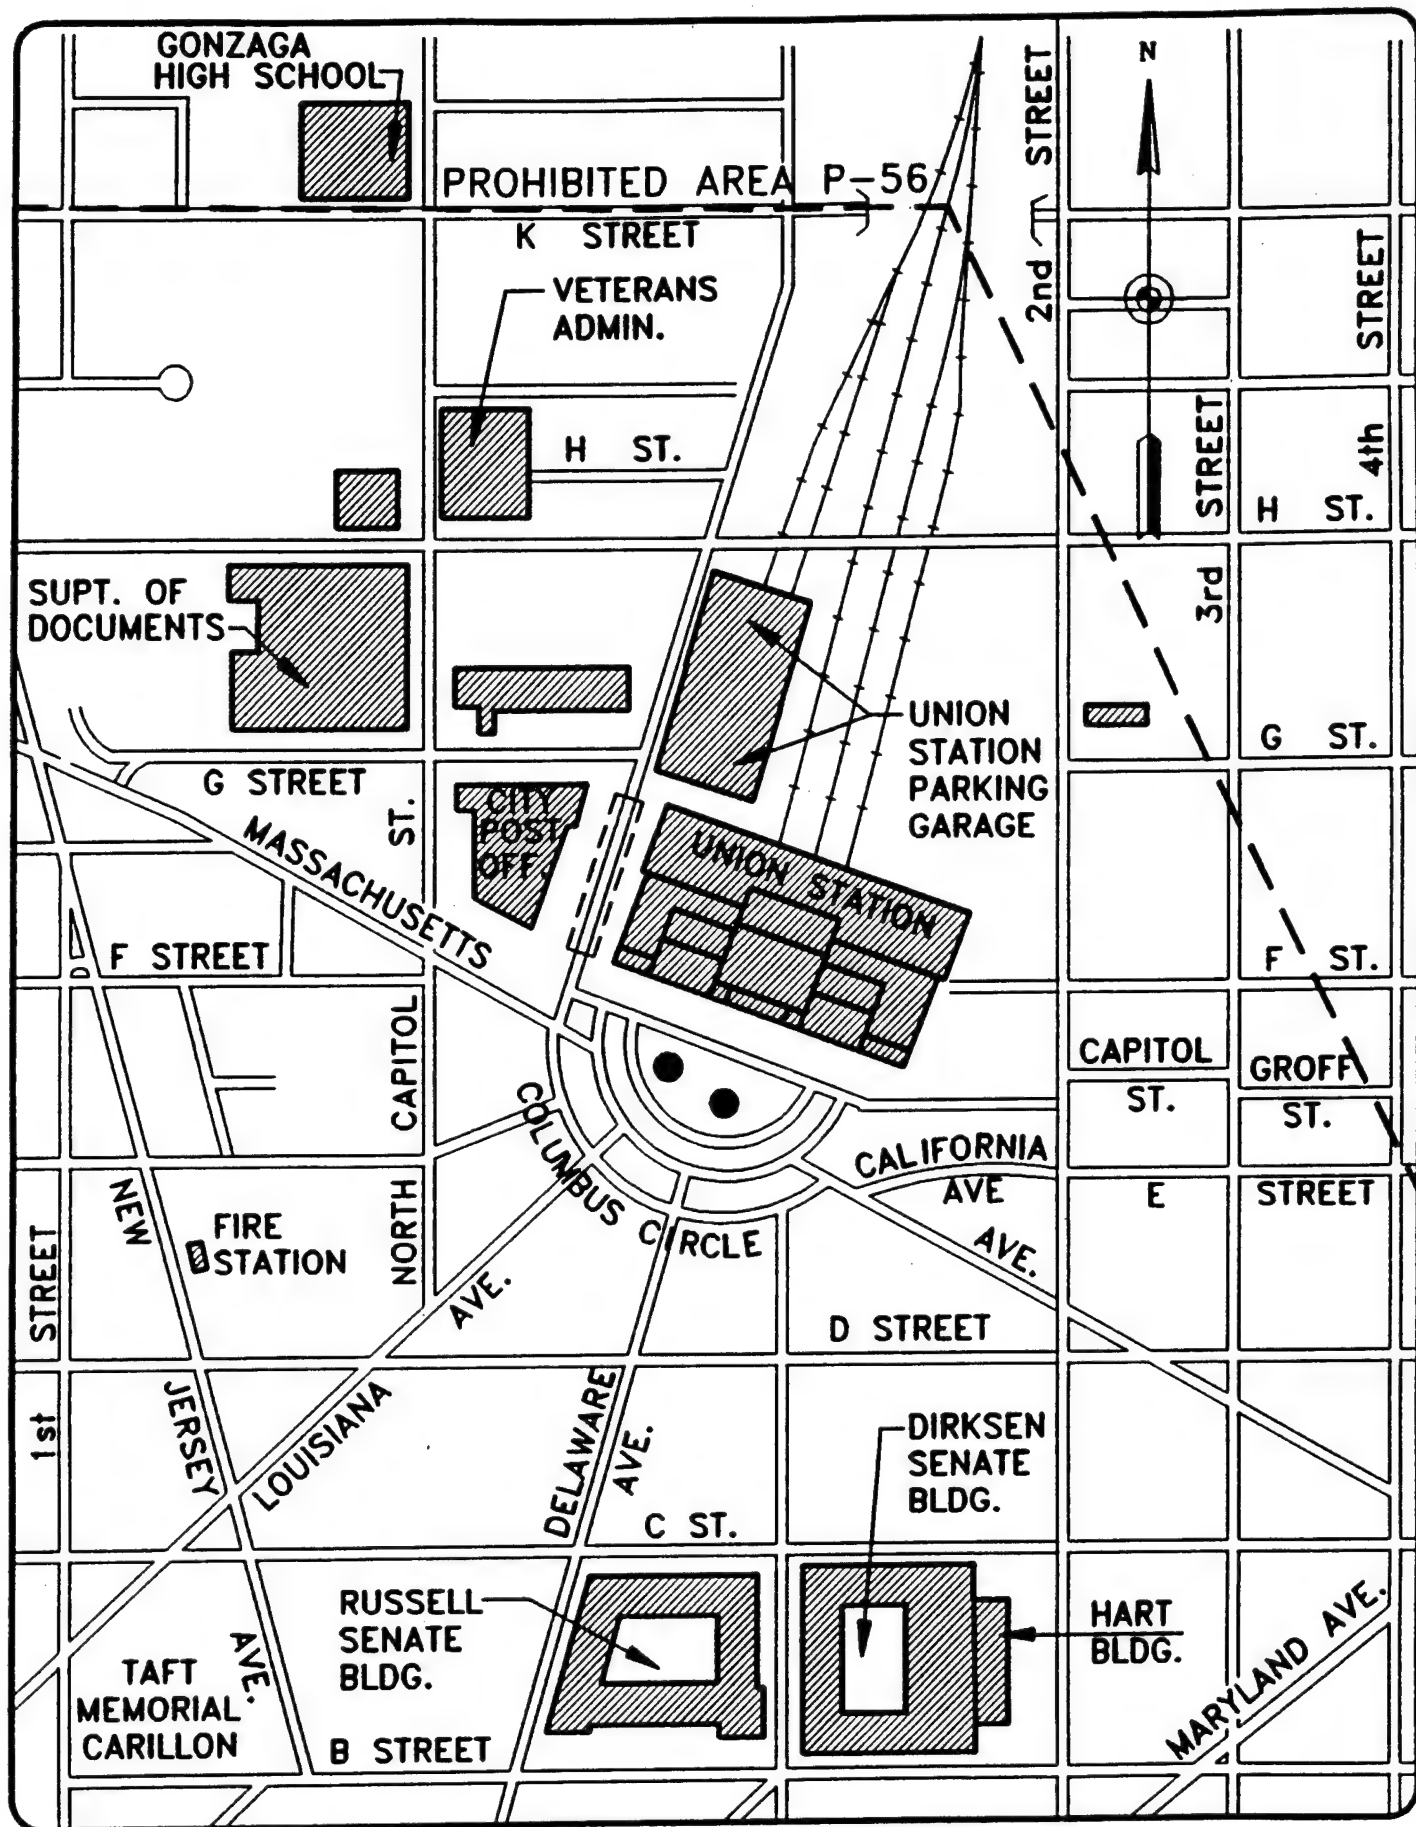 GONZAGA
HIGH SCHOOL
N
2nd STREET
PROHIBITED AREA P-56
K STREET
VETERANS
ADMIN.
4th STREET
H ST.
3rd STREET
H ST.
SUPT. OF
DOCUMENTS
UNION
STATION
PARKING
GARAGE
G ST.
G STREET
CITY
POST
OFF.
UNION STATION
MASSACHUSETTS
AVE.
F STREET
F ST.
NORTH CAPITOL ST.
CAPITOL
ST.
GROFF
ST.
COLUMBUS CIRCLE
CALIFORNIA
AVE
E STREET
NEW JERSEY AVE.
FIRE
STATION
1st STREET
LOUISIANA AVE.
D STREET
DELAWARE
AVE.
DIRKSEN
SENATE
BLDG.
C ST.
RUSSELL
SENATE
BLDG.
HART
BLDG.
TAFT
MEMORIAL
CARILLON
MARYLAND AVE.
B STREET